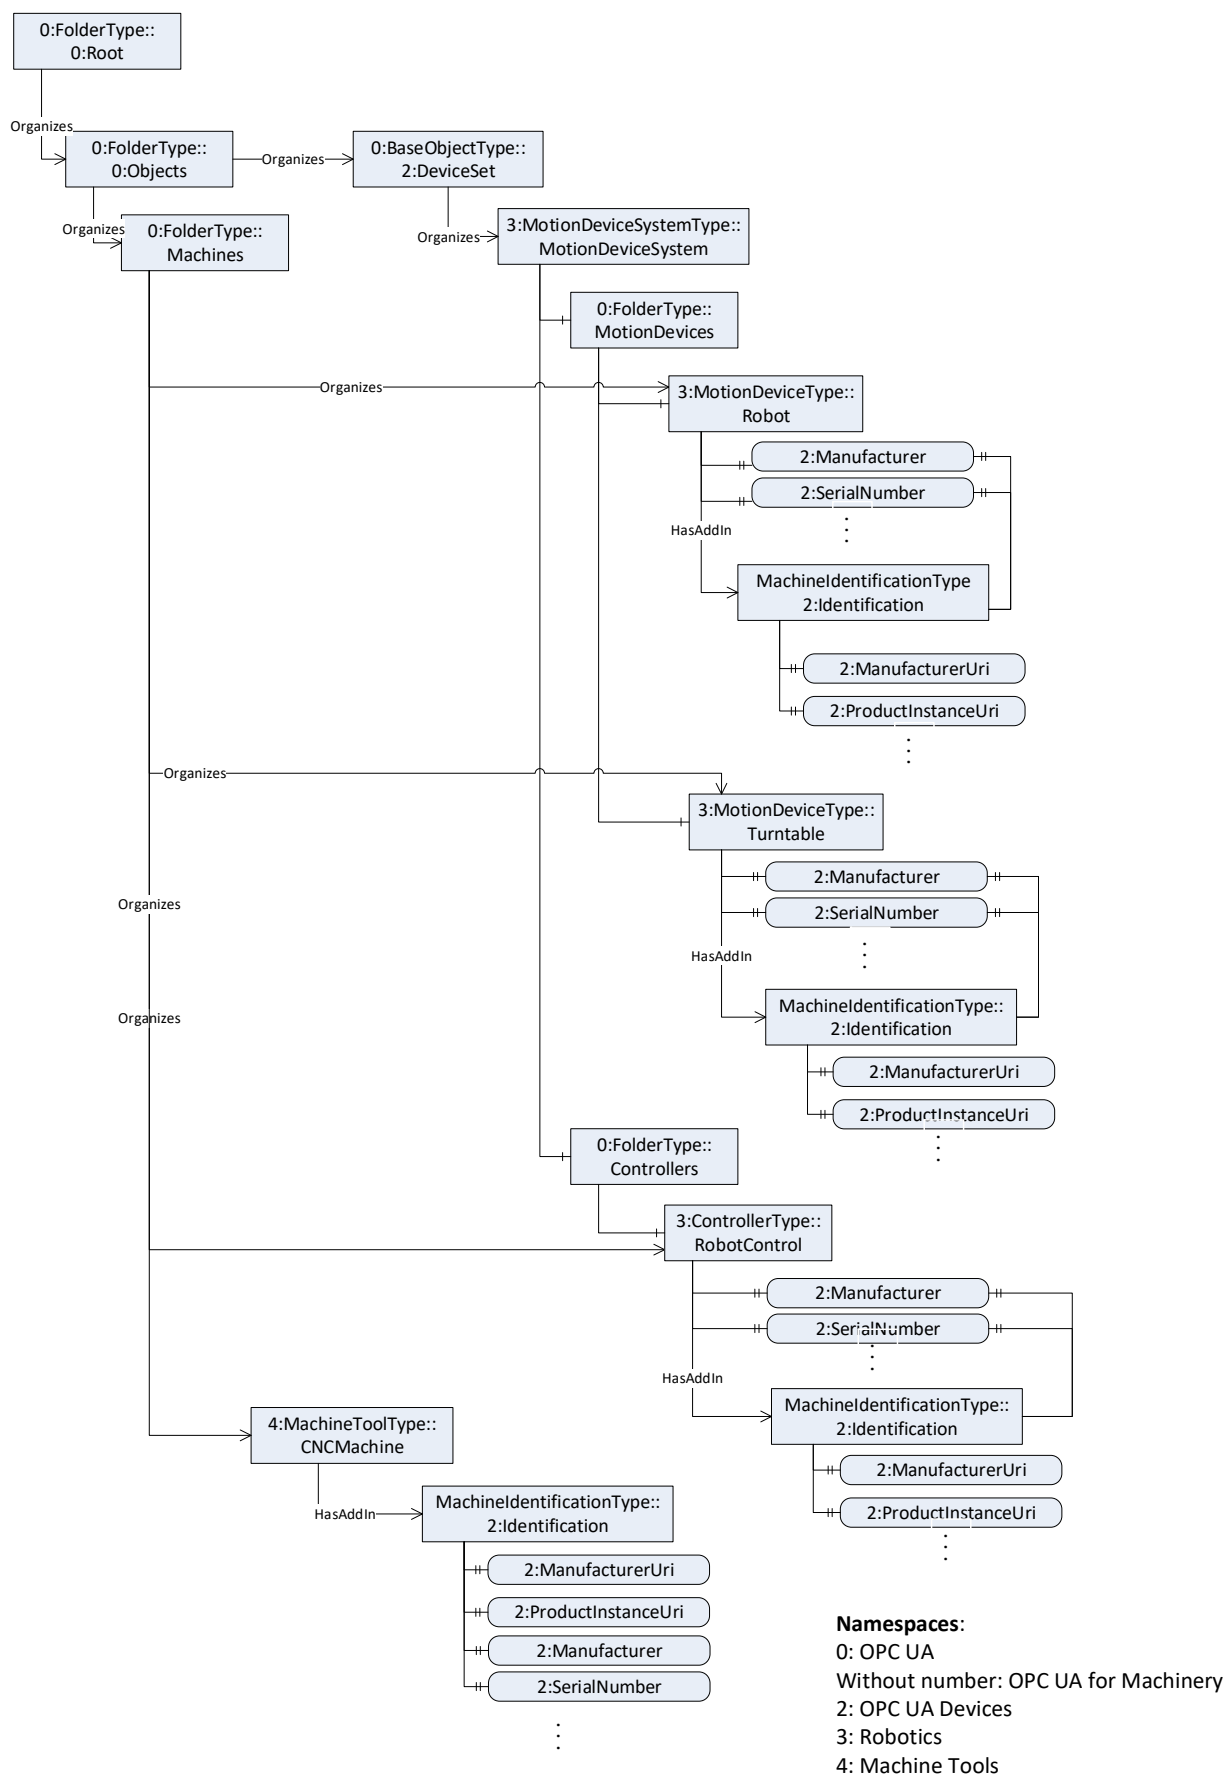 0:FolderType::
0:Root
Organizes
0:FolderType::
0:Objects
Organizes
0:BaseObjectType::
2:DeviceSet
Organizes
0:FolderType::
Machines
Organizes
3:MotionDeviceSystemType::
MotionDeviceSystem
0:FolderType::
MotionDevices
Organizes
3:MotionDeviceType::
Robot
2:Manufacturer
2:SerialNumber
HasAddIn
MachineIdentificationType
2:Identification
2:ManufacturerUri
2:ProductInstanceUri
Organizes
3:MotionDeviceType::
Turntable
2:Manufacturer
2:SerialNumber
Organizes
HasAddIn
MachineIdentificationType::
2:Identification
Organizes
2:ManufacturerUri
2:ProductInstanceUri
0:FolderType::
Controllers
3:ControllerType::
RobotControl
2:Manufacturer
2:SerialNumber
HasAddIn
MachineIdentificationType::
2:Identification
2:ManufacturerUri
2:ProductInstanceUri
4:MachineToolType::
CNCMachine
HasAddIn
MachineIdentificationType::
2:Identification
2:ManufacturerUri
2:ProductInstanceUri
2:Manufacturer
2:SerialNumber
Namespaces:
0: OPC UA
Without number: OPC UA for Machinery
2: OPC UA Devices
3: Robotics
4: Machine Tools